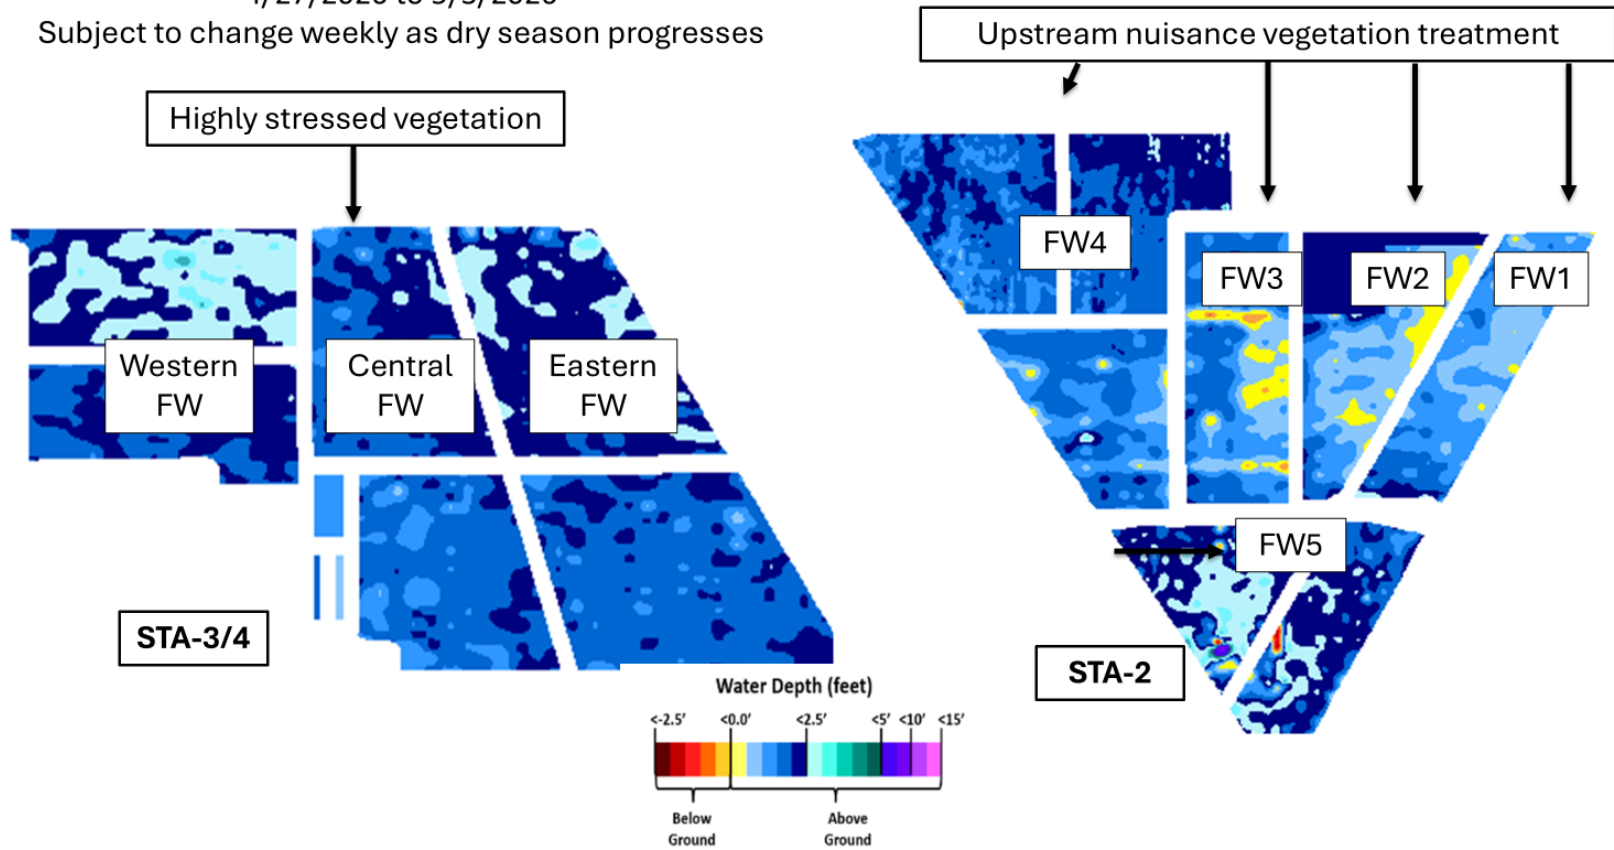 Subject to change weekly as dry season progresses
Upstream nuisance vegetation treatment
Highly stressed vegetation
FW4
FW3
FW2
FW1
Western
FW
Central
FW
Eastern
FW
FW5
STA-3/4
STA-2
Water Depth (feet)
<-2.5' <0.0' <2.5' <5' <10' <15'
Below
Ground
Above
Ground